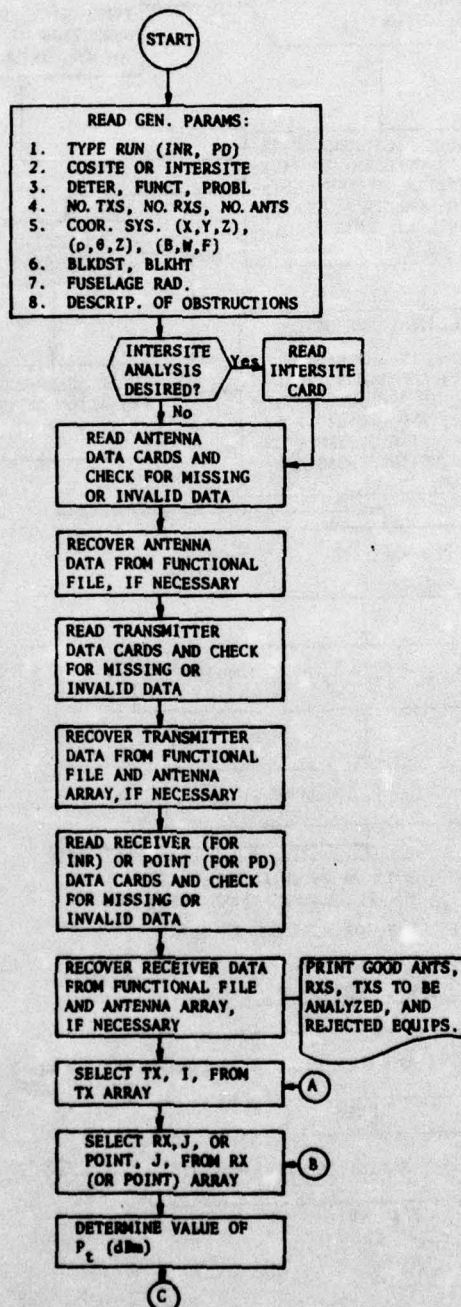 START
READ GEN. PARAMS:
1. TYPE RUN (INR, PD)
2. COSITE OR INTERSITE
3. DETER, FUNCT, PROBL
4. NO. TXS, NO. RXS, NO. ANTS
5. COOR. SYS. (X,Y,Z),
(ρ,θ,Z), (B,W,F)
6. BLKDST, BLKHT
7. FUSELAGE RAD.
8. DESCRIP. OF OBSTRUCTIONS
INTERSITE
ANALYSIS
DESIRED?
Yes
READ
INTERSITE
CARD
No
READ ANTENNA
DATA CARDS AND
CHECK FOR MISSING
OR INVALID DATA
RECOVER ANTENNA
DATA FROM FUNCTIONAL
FILE, IF NECESSARY
READ TRANSMITTER
DATA CARDS AND CHECK
FOR MISSING OR
INVALID DATA
RECOVER TRANSMITTER
DATA FROM FUNCTIONAL
FILE AND ANTENNA
ARRAY, IF NECESSARY
READ RECEIVER (FOR
INR) OR POINT (FOR PD)
DATA CARDS AND CHECK
FOR MISSING OR
INVALID DATA
RECOVER RECEIVER DATA
FROM FUNCTIONAL FILE
AND ANTENNA ARRAY,
IF NECESSARY
PRINT GOOD ANTS,
RXS, TXS TO BE
ANALYZED, AND
REJECTED EQUIPS.
SELECT TX, I, FROM
TX ARRAY
A
SELECT RX, J, OR
POINT, J, FROM RX
(OR POINT) ARRAY
B
DETERMINE VALUE OF
P_t (dBm)
C